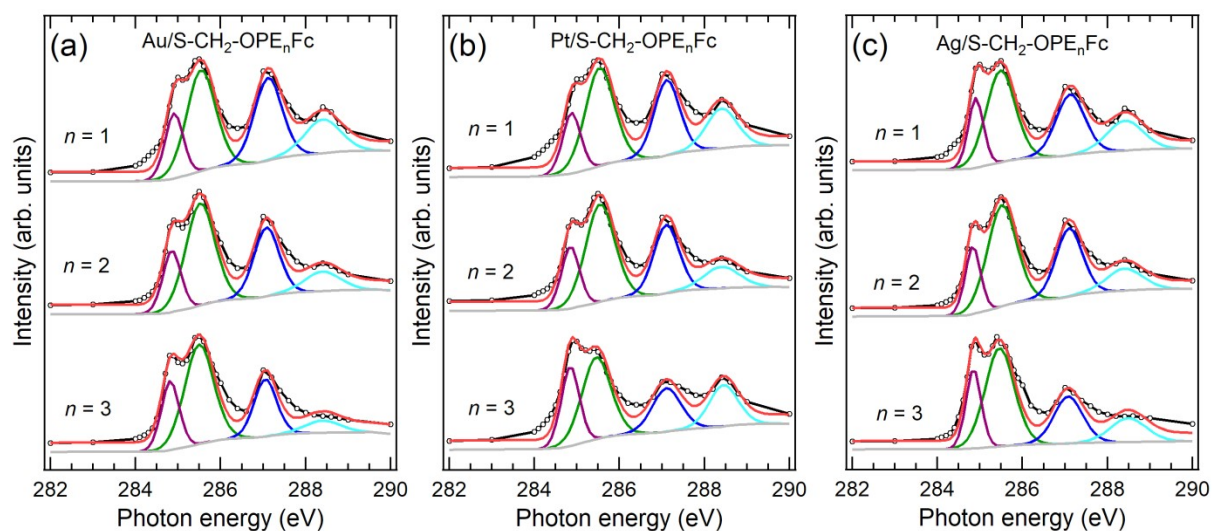 (a)
Au/S-CH₂-OPEₙFc
n = 1
n = 2
n = 3
Intensity (arb. units)
282 284 286 288 290
Photon energy (eV)
(b)
Pt/S-CH₂-OPEₙFc
n = 1
n = 2
n = 3
Intensity (arb. units)
282 284 286 288 290
Photon energy (eV)
(c)
Ag/S-CH₂-OPEₙFc
n = 1
n = 2
n = 3
Intensity (arb. units)
282 284 286 288 290
Photon energy (eV)